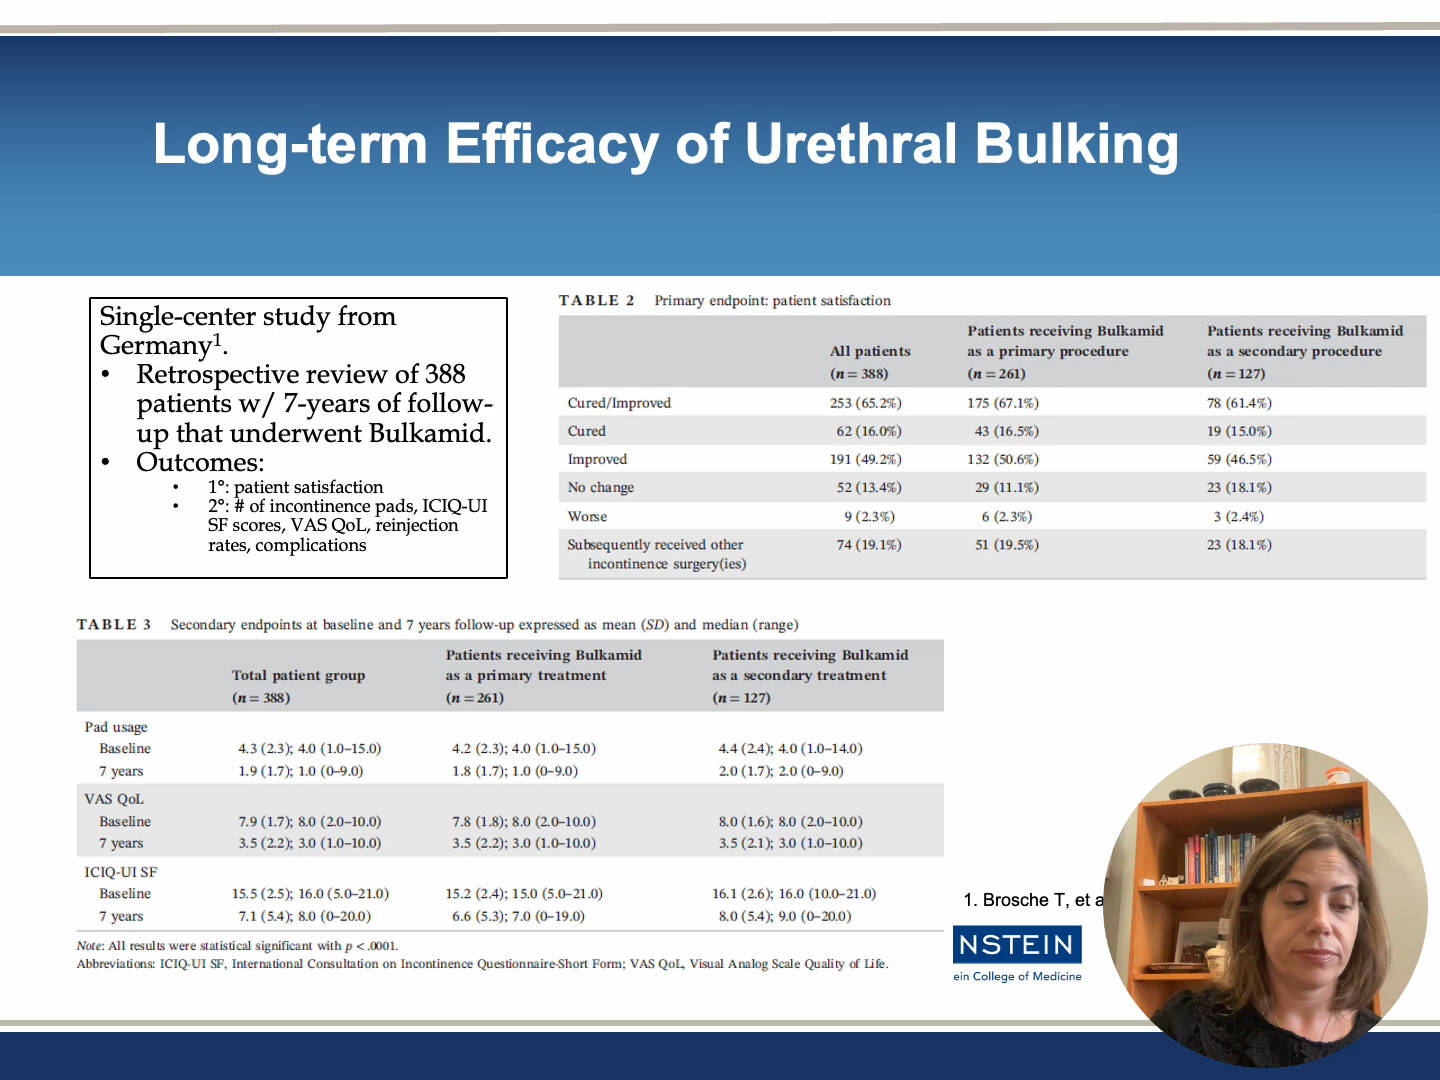 Long-term Efficacy of Urethral Bulking
Single-center study from
Germany¹.
• Retrospective review of 388
patients w/ 7-years of follow-
up that underwent Bulkamid.
• Outcomes:
• 1°: patient satisfaction
• 2°: # of incontinence pads, ICIQ-UI
SF scores, VAS QoL, reinjection
rates, complications
TABLE 2 Primary endpoint: patient satisfaction
All patients (n = 388) Patients receiving Bulkamid as a primary procedure (n = 261) Patients receiving Bulkamid as a secondary procedure (n = 127)
Cured/Improved 253 (65.2%) 175 (67.1%) 78 (61.4%)
Cured 62 (16.0%) 43 (16.5%) 19 (15.0%)
Improved 191 (49.2%) 132 (50.6%) 59 (46.5%)
No change 52 (13.4%) 29 (11.1%) 23 (18.1%)
Worse 9 (2.3%) 6 (2.3%) 3 (2.4%)
Subsequently received other 74 (19.1%) 51 (19.5%) 23 (18.1%)
incontinence surgery(ies)
TABLE 3 Secondary endpoints at baseline and 7 years follow-up expressed as mean (SD) and median (range)
Total patient group (n = 388) Patients receiving Bulkamid as a primary treatment (n = 261) Patients receiving Bulkamid as a secondary treatment (n = 127)
Pad usage
Baseline 4.3 (2.3); 4.0 (1.0–15.0) 4.2 (2.3); 4.0 (1.0–15.0) 4.4 (2.4); 4.0 (1.0–14.0)
7 years 1.9 (1.7); 1.0 (0–9.0) 1.8 (1.7); 1.0 (0–9.0) 2.0 (1.7); 2.0 (0–9.0)
VAS QoL
Baseline 7.9 (1.7); 8.0 (2.0–10.0) 7.8 (1.8); 8.0 (2.0–10.0) 8.0 (1.6); 8.0 (2.0–10.0)
7 years 3.5 (2.2); 3.0 (1.0–10.0) 3.5 (2.2); 3.0 (1.0–10.0) 3.5 (2.1); 3.0 (1.0–10.0)
ICIQ-UI SF
Baseline 15.5 (2.5); 16.0 (5.0–21.0) 15.2 (2.4); 15.0 (5.0–21.0) 16.1 (2.6); 16.0 (10.0–21.0)
7 years 7.1 (5.4); 8.0 (0–20.0) 6.6 (5.3); 7.0 (0–19.0) 8.0 (5.4); 9.0 (0–20.0)
Note: All results were statistical significant with p < .0001.
Abbreviations: ICIQ-UI SF, International Consultation on Incontinence Questionnaire-Short Form; VAS QoL, Visual Analog Scale Quality of Life.
1. Brosche T, et a
NSTEIN
ein College of Medicine